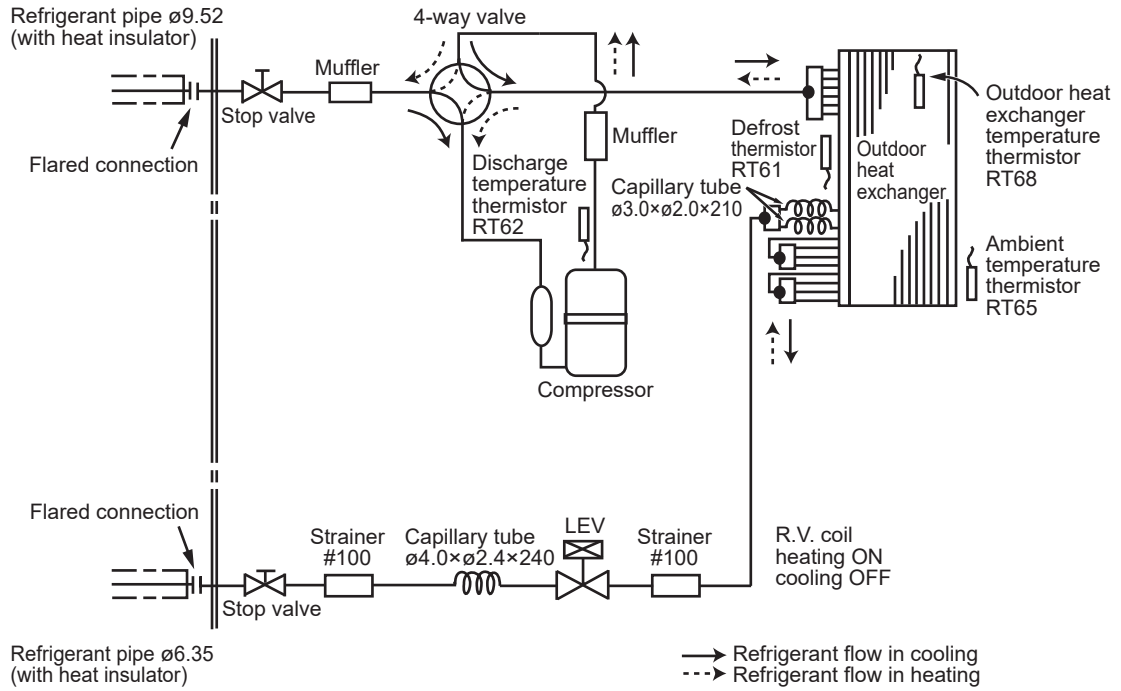 Refrigerant pipe ø9.52
(with heat insulator)
4-way valve
Muffler
Stop valve
Flared connection
Muffler
Discharge
temperature
thermistor
RT62
Defrost
thermistor
RT61
Capillary tube
ø3.0×ø2.0×210
Outdoor
heat
exchanger
Outdoor heat
exchanger
temperature
thermistor
RT68
Ambient
temperature
thermistor
RT65
Compressor
Flared connection
Strainer
#100
Capillary tube
ø4.0×ø2.4×240
LEV
Strainer
#100
R.V. coil
heating ON
cooling OFF
Stop valve
Refrigerant pipe ø6.35
(with heat insulator)
Refrigerant flow in cooling
Refrigerant flow in heating